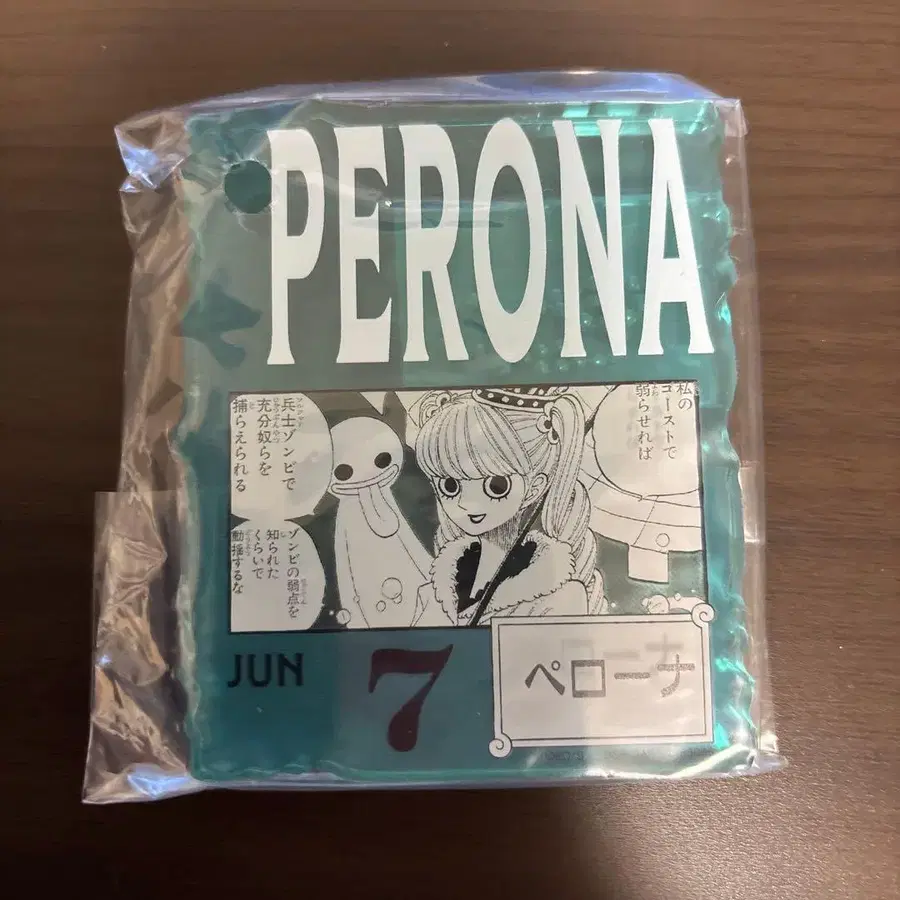 PERONA
私の
ゴーストで
弱らせれば
兵士ゾンビで
充分奴らを
捕らえられる
ゾンビの弱点を
知られた
くらいで
動揺するな
JUN
7
ペローナ